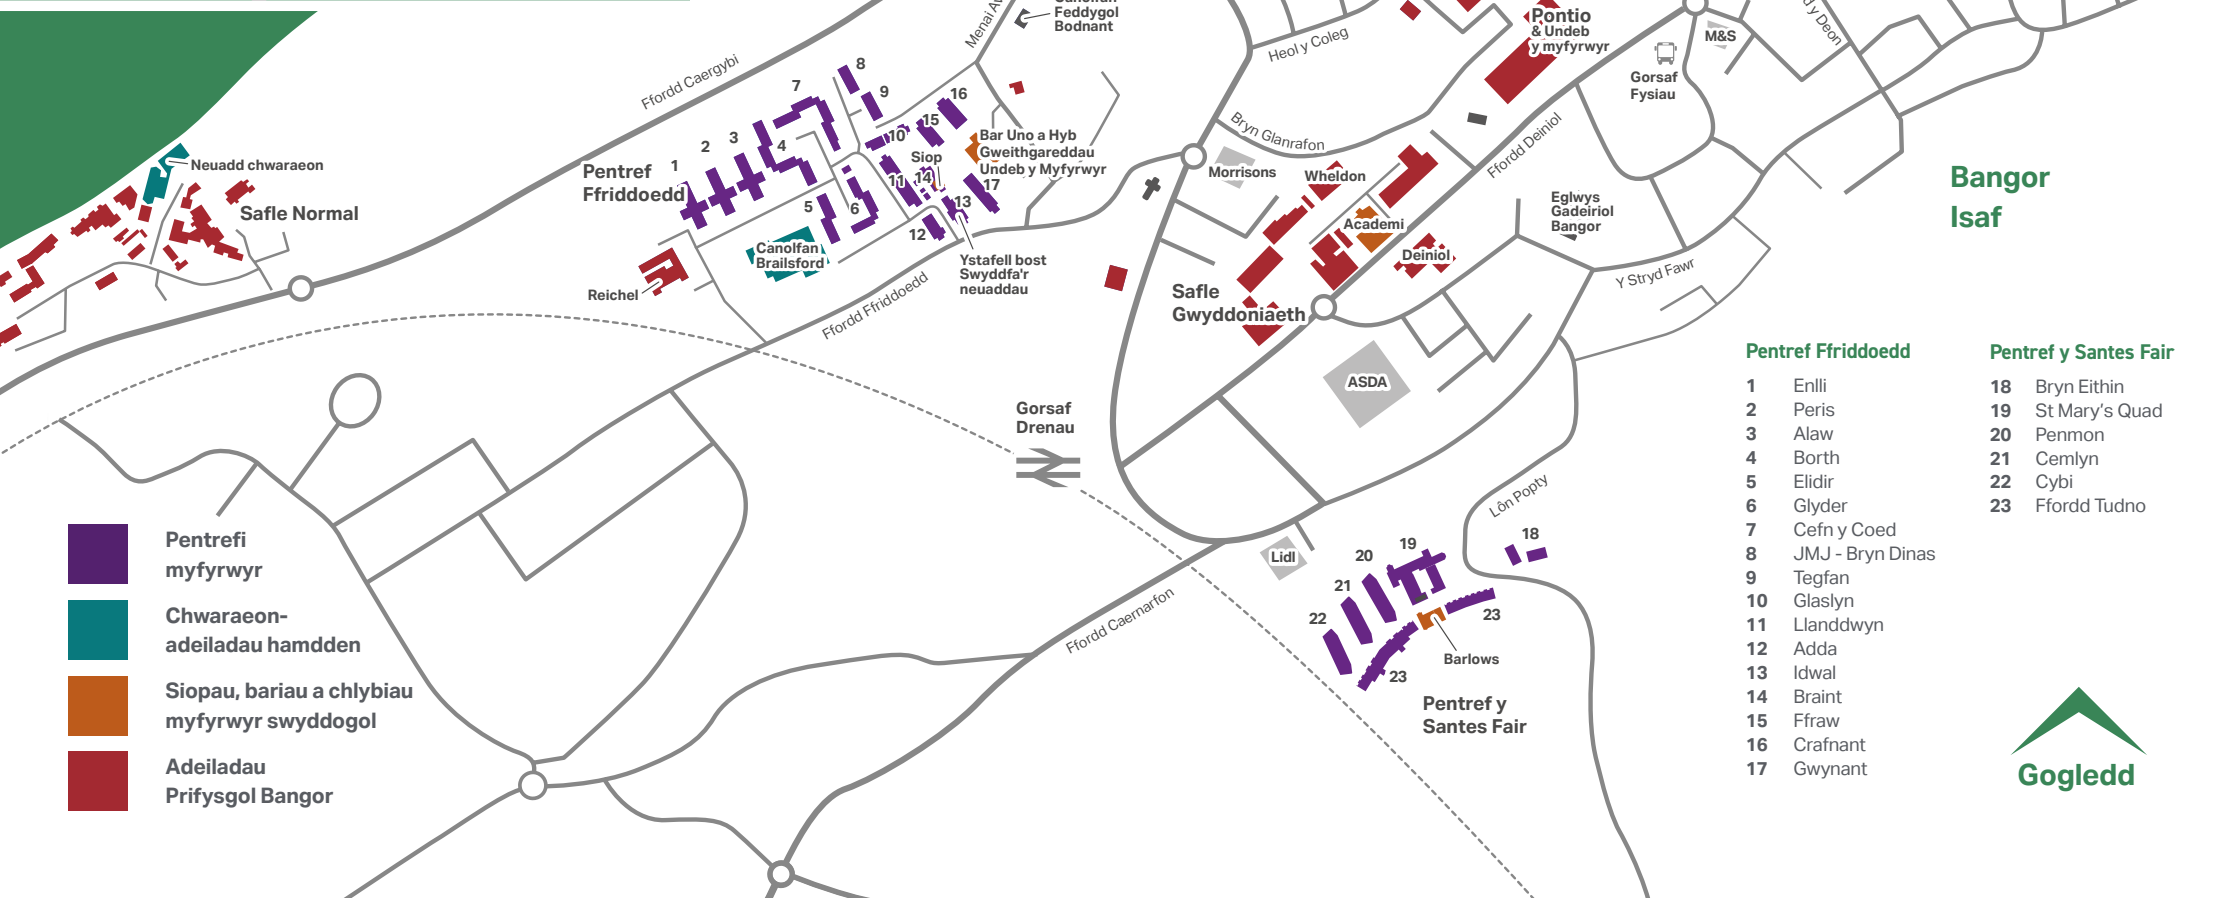 Canolfan
Feddygol
Bodnant
Menai Av
Ffordd Caergybi
Heol y Coleg
Pontio
& Undeb
y myfyrwyr
M&S
d y Deon
Gorsaf
Fysiau
Bryn Glanrafon
Ffordd Deiniol
Morrisons
Wheldon
Academi
Deiniol
Eglwys
Gadeiriol
Bangor
Y Stryd Fawr
Bangor
Isaf
Neuadd chwaraeon
Safle Normal
Pentref
Ffriddoedd
1
2
3
4
5
6
7
8
9
10
11
12
13
14
15
16
17
Siop
Bar Uno a Hyb
Gweithgareddau
Undeb y Myfyrwyr
Canolfan
Brailsford
Reichel
Ystafell bost
Swyddfa'r
neuaddau
Ffordd Ffriddoedd
Safle
Gwyddoniaeth
ASDA
Gorsaf
Drenau
Lôn Popty
Lidl
Ffordd Caernarfon
18
19
20
21
22
23
23
Barlows
Pentref y
Santes Fair
Pentrefi
myfyrwyr
Chwaraeon-
adeiladau hamdden
Siopau, bariau a chlybiau
myfyrwyr swyddogol
Adeiladau
Prifysgol Bangor
Pentref Ffriddoedd
1 Enlli
2 Peris
3 Alaw
4 Borth
5 Elidir
6 Glyder
7 Cefn y Coed
8 JMJ - Bryn Dinas
9 Tegfan
10 Glaslyn
11 Llanddwyn
12 Adda
13 Idwal
14 Braint
15 Ffraw
16 Crafnant
17 Gwynant
Pentref y Santes Fair
18 Bryn Eithin
19 St Mary's Quad
20 Penmon
21 Cemlyn
22 Cybi
23 Ffordd Tudno
Gogledd